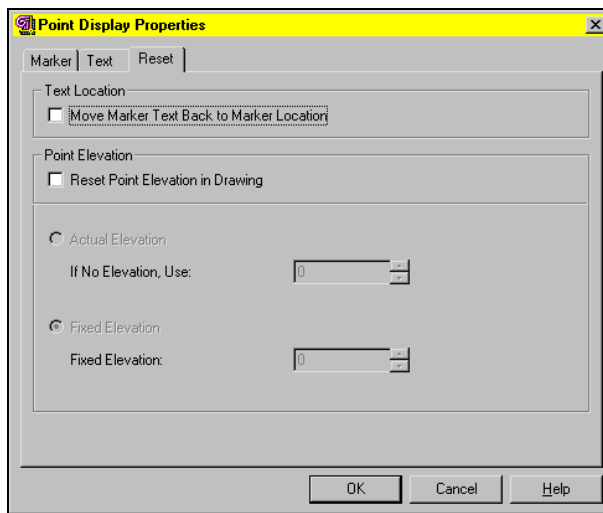 Point Display Properties
Marker Text Reset
Text Location
Move Marker Text Back to Marker Location
Point Elevation
Reset Point Elevation in Drawing
Actual Elevation
If No Elevation, Use: 0
Fixed Elevation
Fixed Elevation: 0
OK Cancel Help